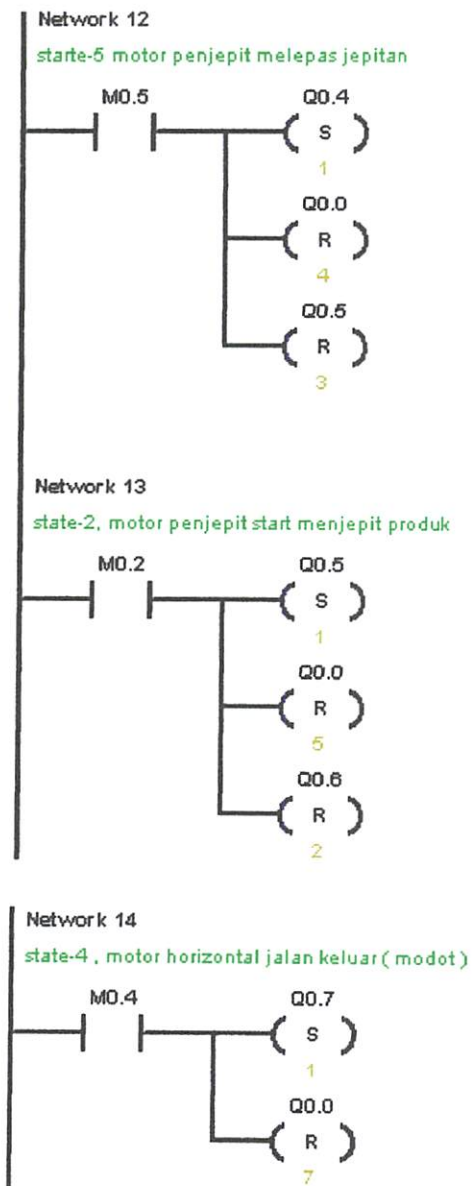 Network 12
starte-5 motor penjepit melepas jepitan
M0.5 Q0.4
S
1
Q0.0
R
4
Q0.5
R
3
Network 13
state-2, motor penjepit start menjepit produk
M0.2 Q0.5
S
1
Q0.0
R
5
Q0.6
R
2
Network 14
state-4 , motor horizontal jalan keluar ( modot )
M0.4 Q0.7
S
1
Q0.0
R
7